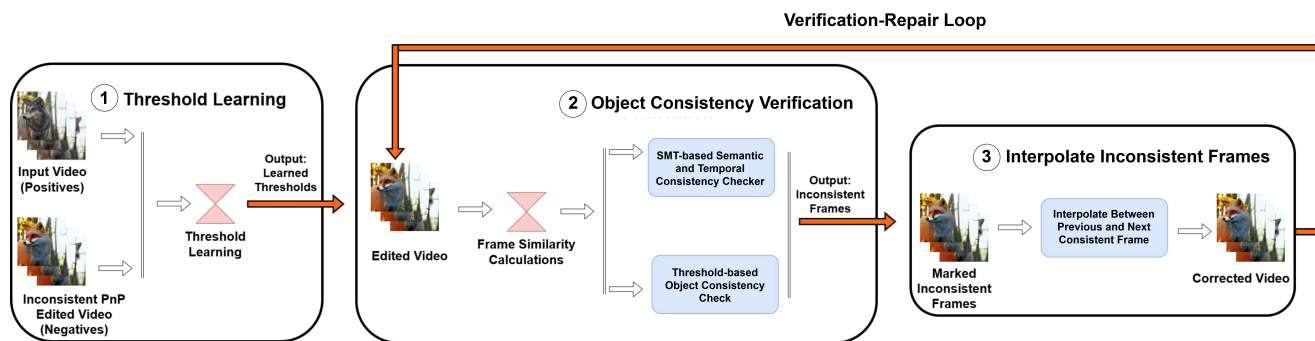 Verification-Repair Loop
1 Threshold Learning
Input Video
(Positives)
Inconsistent PnP
Edited Video
(Negatives)
Threshold
Learning
Output:
Learned
Thresholds
2 Object Consistency Verification
Edited Video
Frame Similarity
Calculations
SMT-based Semantic
and Temporal
Consistency Checker
Threshold-based
Object Consistency
Check
Output:
Inconsistent
Frames
3 Interpolate Inconsistent Frames
Marked
Inconsistent
Frames
Interpolate Between
Previous and Next
Consistent Frame
Corrected Video